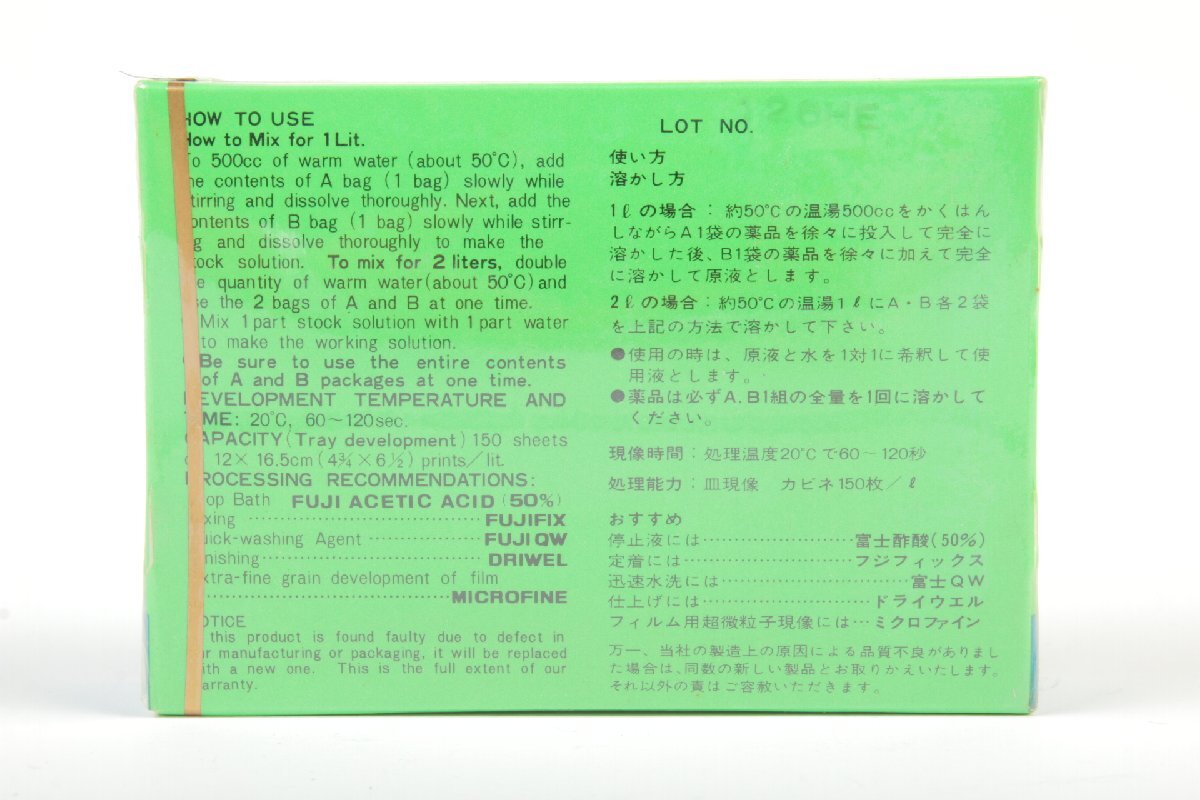 HOW TO USE
How to Mix for 1 Lit.
To 500cc of warm water (about 50°C), add
he contents of A bag (1 bag) slowly while
tirring and dissolve thoroughly. Next, add the
ontents of B bag (1 bag) slowly while stirr-
g and dissolve thoroughly to make the
tock solution. To mix for 2 liters, double
e quantity of warm water (about 50°C) and
se the 2 bags of A and B at one time.
Mix 1 part stock solution with 1 part water
to make the working solution.
Be sure to use the entire contents
of A and B packages at one time.
DEVELOPMENT TEMPERATURE AND
IME: 20°C, 60~120sec.
CAPACITY (Tray development) 150 sheets
12× 16.5cm (4¾ × 6½) prints/lit.
PROCESSING RECOMMENDATIONS:
top Bath FUJI ACETIC ACID (50%)
ixing ································ FUJIFIX
uick-washing Agent ··············· FUJI QW
inishing ······························ DRIWEL
xtra-fine grain development of film
·································· MICROFINE
NOTICE
this product is found faulty due to defect in
ur manufacturing or packaging, it will be replaced
ith a new one. This is the full extent of our
arranty.
LOT NO.
使い方
溶かし方
1ℓの場合：約50°Cの温湯500ccをかくはん
しながらA1袋の薬品を徐々に投入して完全に
溶かした後、B1袋の薬品を徐々に加えて完全
に溶かして原液とします。
2ℓの場合：約50°Cの温湯1ℓにA・B各2袋
を上記の方法で溶かして下さい。
●使用の時は、原液と水を1対1に希釈して使
用液とします。
●薬品は必ずA.B1組の全量を1回に溶かして
ください。
現像時間：処理温度20°Cで60~120秒
処理能力：皿現像 カビネ150枚/ℓ
おすすめ
停止液には······················富士酢酸(50%)
定着には························フジフィックス
迅速水洗には····························富士QW
仕上げには························ドライウエル
フィルム用超微粒子現像には···ミクロファイン
万一、当社の製造上の原因による品質不良がありまし
た場合は、同数の新しい製品とお取りかえいたします。
それ以外の責はご容赦いただきます。